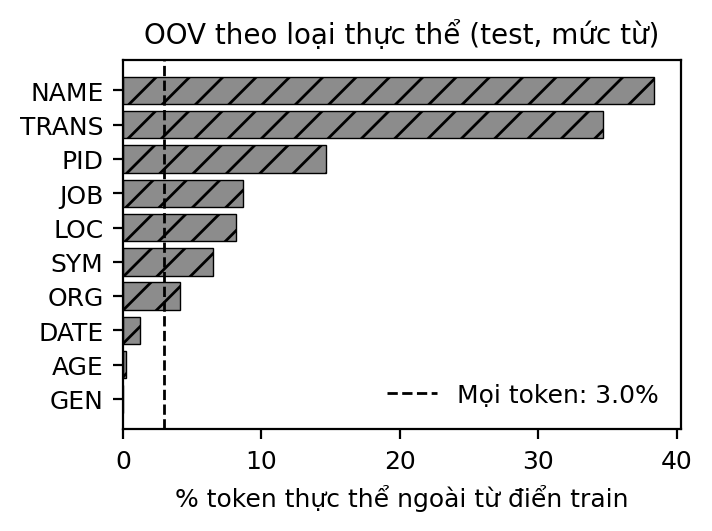 OOV theo loại thực thể (test, mức từ)
NAME
TRANS
PID
JOB
LOC
SYM
ORG
DATE
AGE
GEN
Mọi token: 3.0%
0 10 20 30 40
% token thực thể ngoài từ điển train